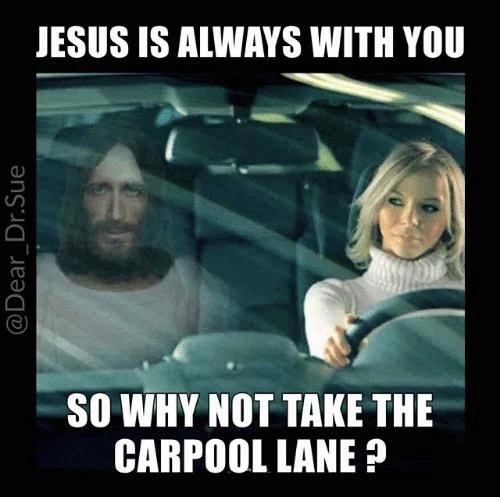 JESUS IS ALWAYS WITH YOU
@Dear_Dr.Sue
SO WHY NOT TAKE THE
CARPOOL LANE ?